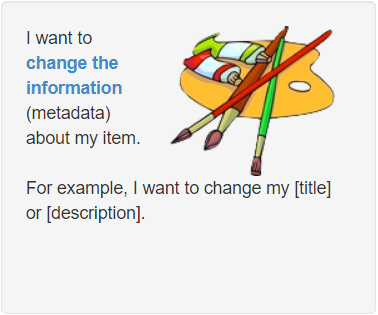 I want to
change the
information
(metadata)
about my item.
For example, I want to change my [title]
or [description].